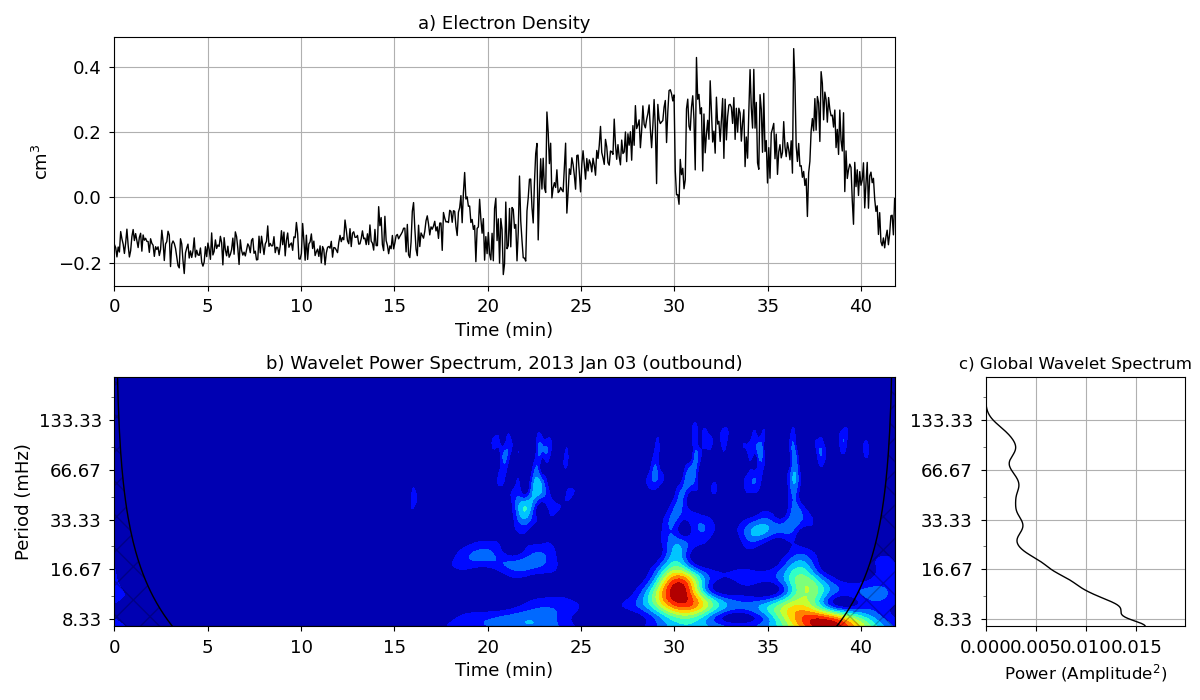 a) Electron Density
cm³
0.4
0.2
0.0
−0.2
0 5 10 15 20 25 30 35 40
Time (min)
b) Wavelet Power Spectrum, 2013 Jan 03 (outbound)
Period (mHz)
133.33
66.67
33.33
16.67
8.33
0 5 10 15 20 25 30 35 40
Time (min)
c) Global Wavelet Spectrum
133.33
66.67
33.33
16.67
8.33
0.000 0.005 0.010 0.015
Power (Amplitude²)